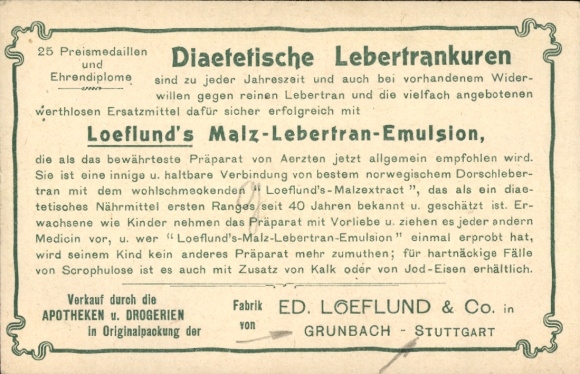 25 Preismedaillen
und
Ehrendiplome
Diaetetische Lebertrankuren
sind zu jeder Jahreszeit und auch bei vorhandenem Wider-
willen gegen reinen Lebertran und die vielfach angebotenen
werthlosen Ersatzmittel dafür sicher erfolgreich mit
Loeflund's Malz-Lebertran-Emulsion,
die als das bewährteste Präparat von Aerzten jetzt allgemein empfohlen wird.
Sie ist eine innige u. haltbare Verbindung von bestem norwegischem Dorschleber-
tran mit dem wohlschmeckenden "Loeflund's-Malzextract", das als ein diae-
tetisches Nährmittel ersten Ranges seit 40 Jahren bekannt u. geschätzt ist. Er-
wachsene wie Kinder nehmen das Präparat mit Vorliebe u. ziehen es jeder andern
Medicin vor, u. wer "Loeflund's-Malz-Lebertran-Emulsion" einmal erprobt hat,
wird seinem Kind kein anderes Präparat mehr zumuthen; für hartnäckige Fälle
von Scrophulose ist es auch mit Zusatz von Kalk oder von Jod-Eisen erhältlich.
Verkauf durch die
APOTHEKEN u. DROGERIEN
in Originalpackung der
Fabrik
von
ED. LOEFLUND & Co. in
GRUNBACH - STUTTGART